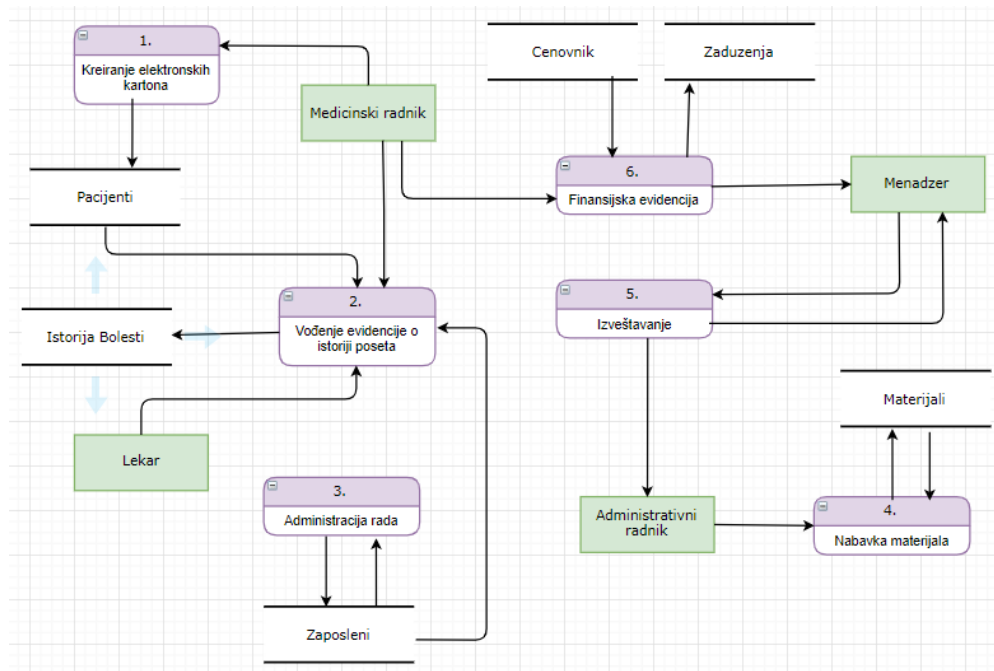 1.
Kreiranje elektronskih
kartona
Medicinski radnik
Cenovnik
Zaduzenja
6.
Finansijska evidencija
Menadzer
Pacijenti
2.
Vođenje evidencije o
istoriji poseta
Istorija Bolesti
5.
Izveštavanje
Materijali
Lekar
3.
Administracija rada
Administrativni
radnik
4.
Nabavka materijala
Zaposleni